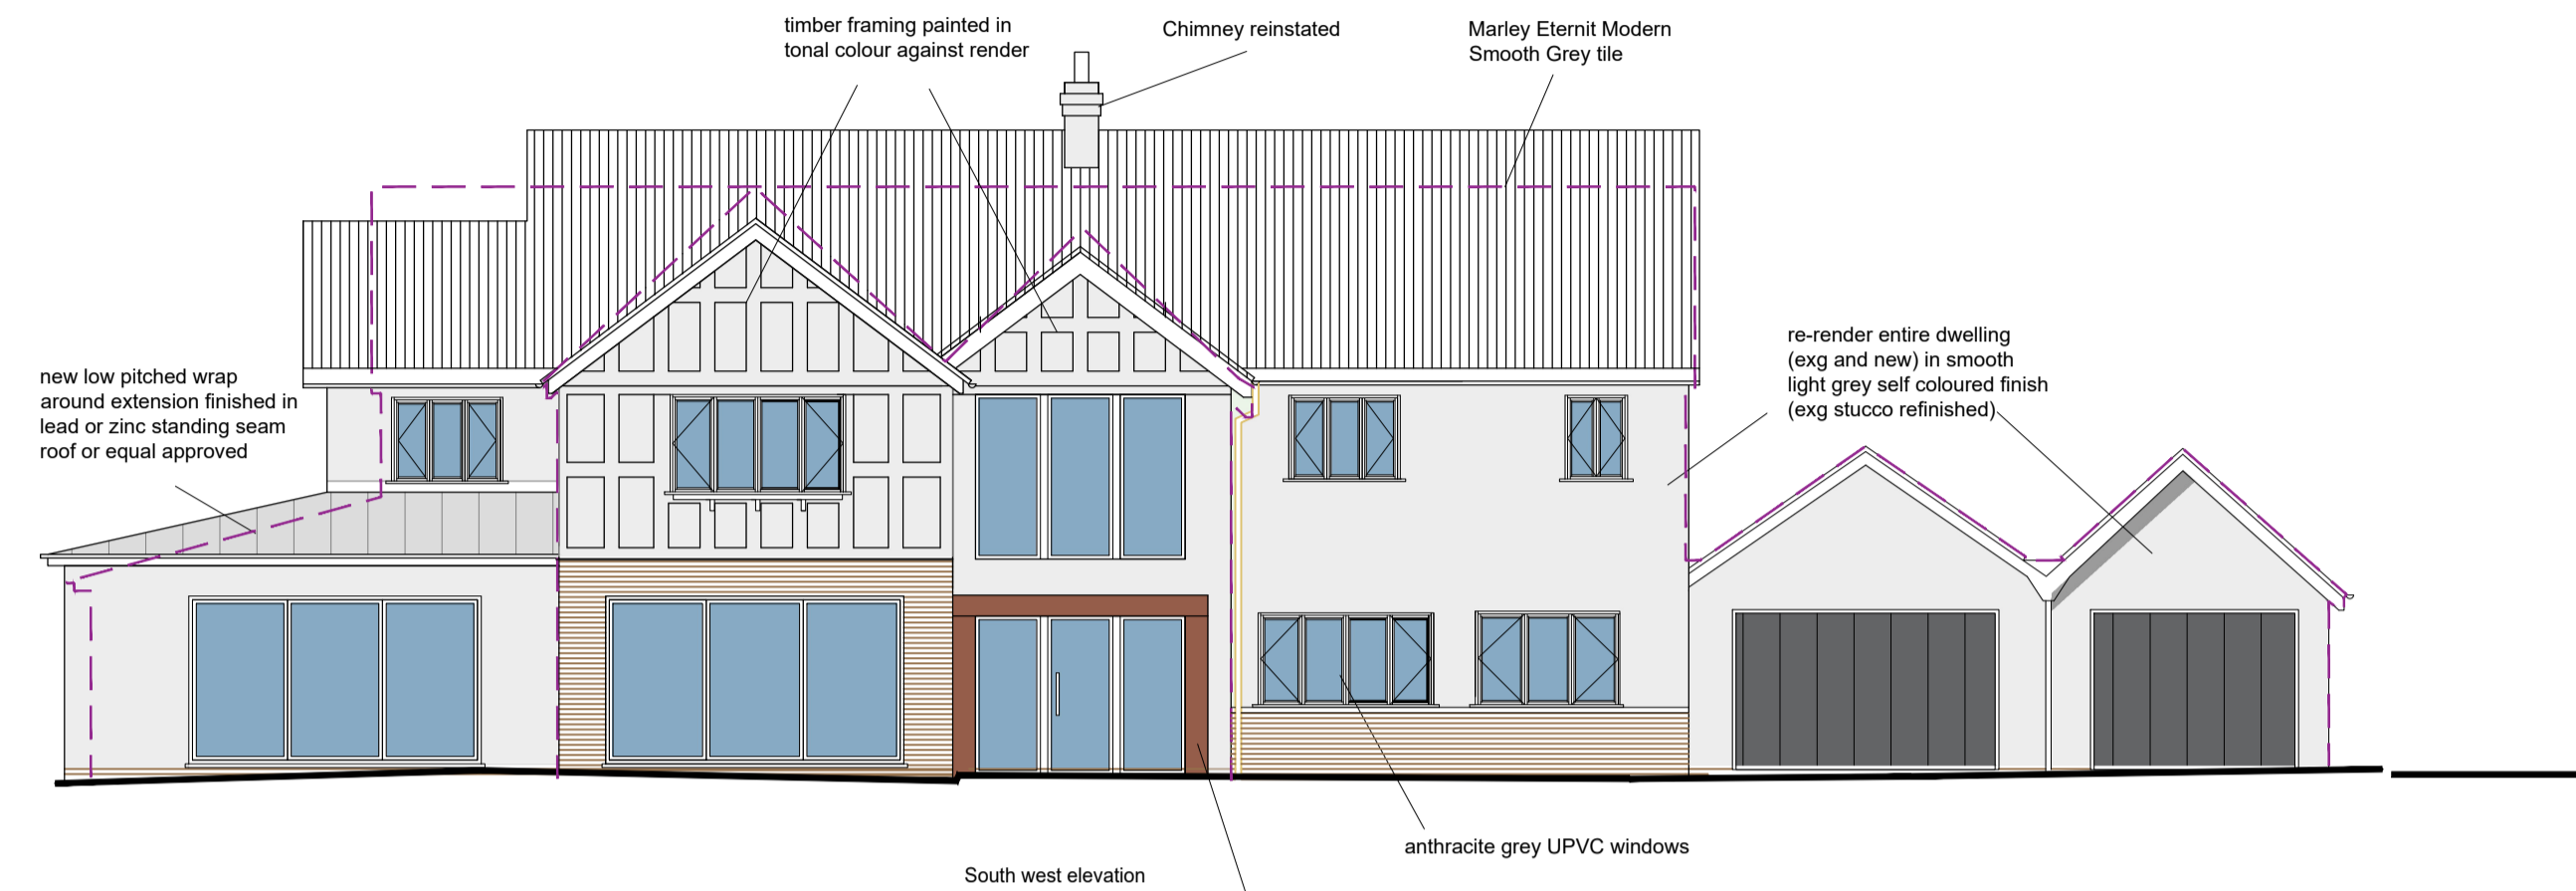 timber framing painted in
tonal colour against render
Chimney reinstated
Marley Eternit Modern
Smooth Grey tile
new low pitched wrap
around extension finished in
lead or zinc standing seam
roof or equal approved
re-render entire dwelling
(exg and new) in smooth
light grey self coloured finish
(exg stucco refinished)
anthracite grey UPVC windows
South west elevation